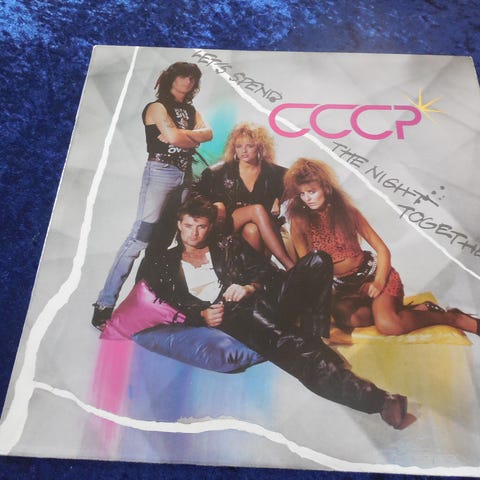 LET'S SPEND
CCCP
THE NIGHT
TOGETHE